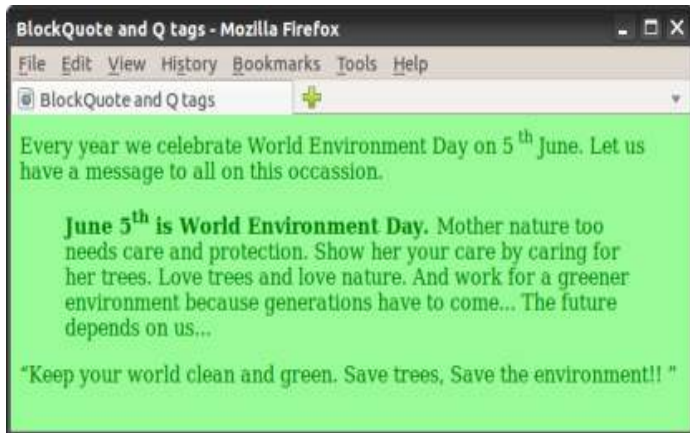 BlockQuote and Q tags - Mozilla Firefox
File Edit View History Bookmarks Tools Help
BlockQuote and Q tags
Every year we celebrate World Environment Day on 5 th June. Let us
have a message to all on this occassion.
June 5th is World Environment Day. Mother nature too
needs care and protection. Show her your care by caring for
her trees. Love trees and love nature. And work for a greener
environment because generations have to come... The future
depends on us...
“Keep your world clean and green. Save trees, Save the environment!! ”